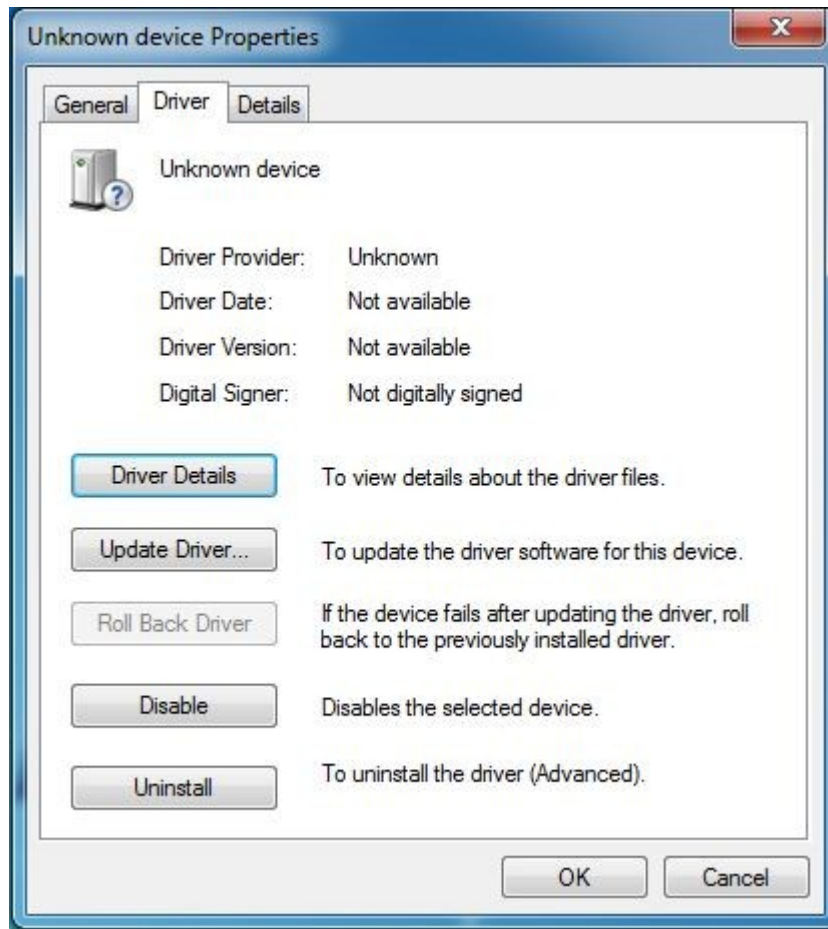 Unknown device Properties
General Driver Details
Unknown device
Driver Provider: Unknown
Driver Date: Not available
Driver Version: Not available
Digital Signer: Not digitally signed
Driver Details To view details about the driver files.
Update Driver... To update the driver software for this device.
Roll Back Driver If the device fails after updating the driver, roll
back to the previously installed driver.
Disable Disables the selected device.
Uninstall To uninstall the driver (Advanced).
OK Cancel